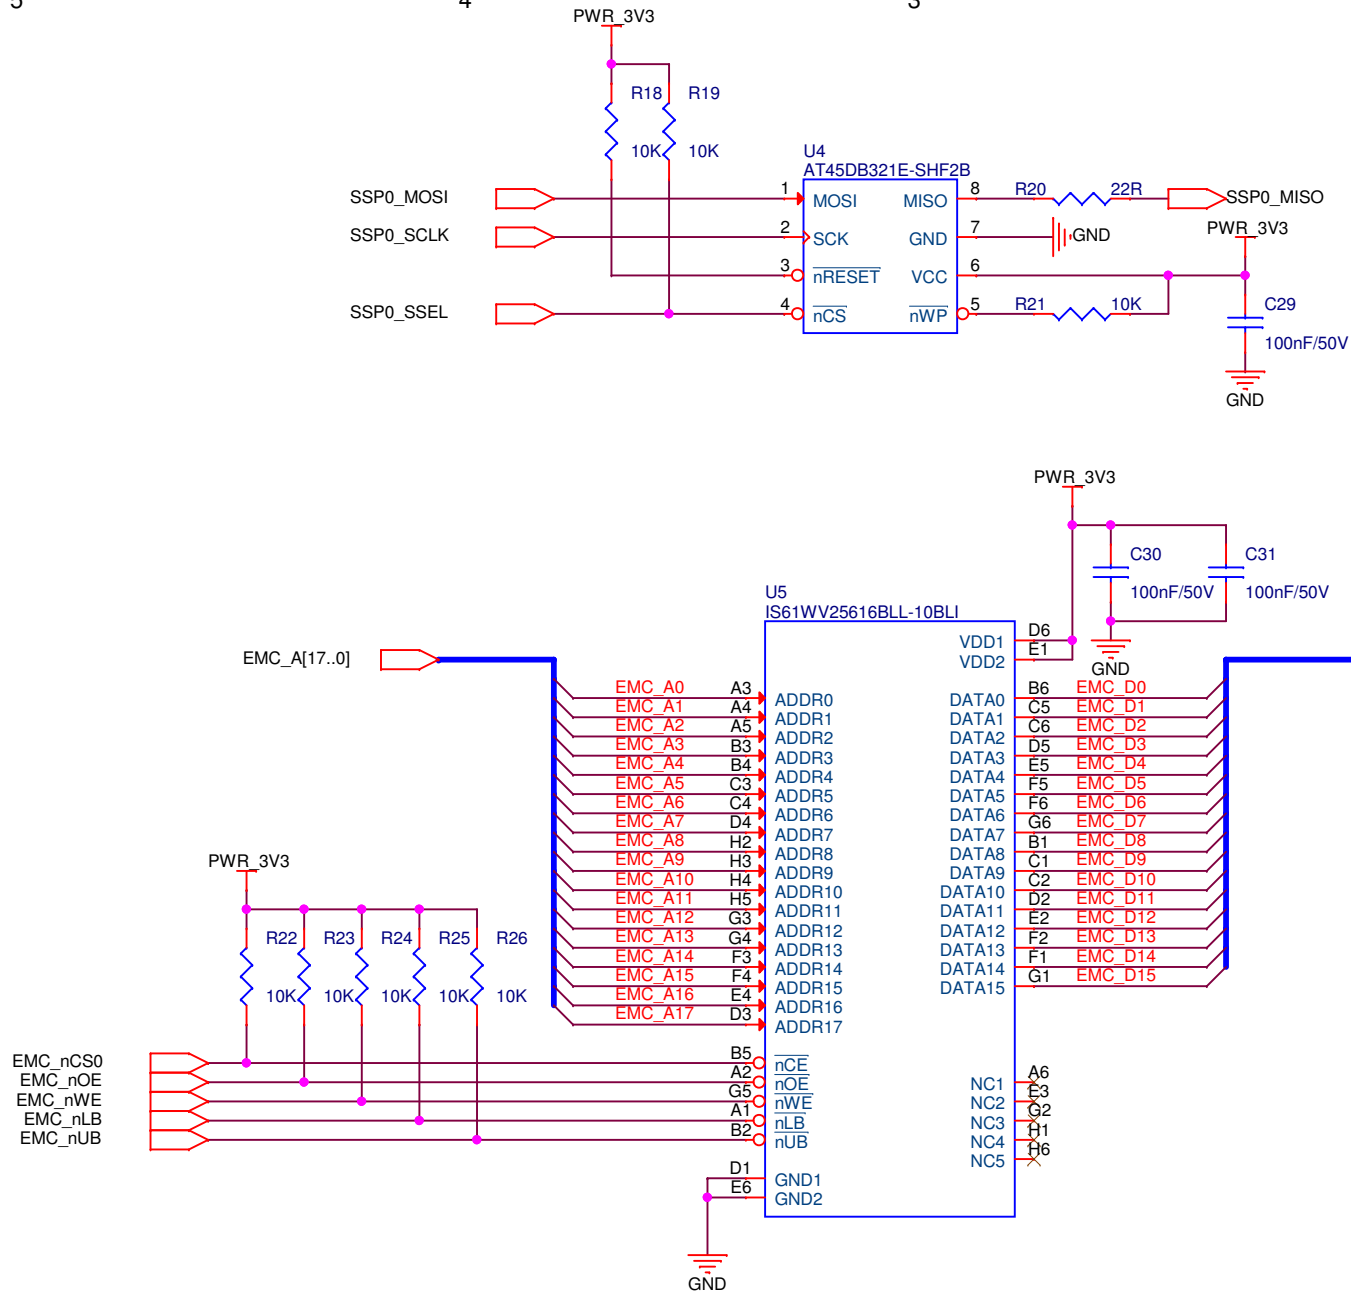 5 4 3
PWR_3V3
R18 R19
10K 10K
U4
AT45DB321E-SHF2B
SSP0_MOSI 1 MOSI MISO 8 R20 22R SSP0_MISO
SSP0_SCLK 2 SCK GND 7 GND PWR_3V3
3 nRESET VCC 6
SSP0_SSEL 4 nCS nWP 5 R21 10K C29
100nF/50V
GND
PWR_3V3
C30 C31
100nF/50V 100nF/50V
U5
IS61WV25616BLL-10BLI
VDD1 D6
VDD2 E1
GND
EMC_A[17..0]
EMC_A0 A3 ADDR0 DATA0 B6 EMC_D0
EMC_A1 A4 ADDR1 DATA1 C5 EMC_D1
EMC_A2 A5 ADDR2 DATA2 C6 EMC_D2
EMC_A3 B3 ADDR3 DATA3 D5 EMC_D3
EMC_A4 B4 ADDR4 DATA4 E5 EMC_D4
EMC_A5 C3 ADDR5 DATA5 F5 EMC_D5
EMC_A6 C4 ADDR6 DATA6 F6 EMC_D6
EMC_A7 D4 ADDR7 DATA7 G6 EMC_D7
EMC_A8 H2 ADDR8 DATA8 B1 EMC_D8
EMC_A9 H3 ADDR9 DATA9 C1 EMC_D9
EMC_A10 H4 ADDR10 DATA10 C2 EMC_D10
EMC_A11 H5 ADDR11 DATA11 D2 EMC_D11
EMC_A12 G3 ADDR12 DATA12 E2 EMC_D12
EMC_A13 G4 ADDR13 DATA13 F2 EMC_D13
EMC_A14 F3 ADDR14 DATA14 F1 EMC_D14
EMC_A15 F4 ADDR15 DATA15 G1 EMC_D15
EMC_A16 E4 ADDR16
EMC_A17 D3 ADDR17
PWR_3V3
R22 R23 R24 R25 R26
10K 10K 10K 10K 10K
EMC_nCS0 B5 nCE
EMC_nOE A2 nOE NC1 A6
EMC_nWE G5 nWE NC2 E3
EMC_nLB A1 nLB NC3 G2
EMC_nUB B2 nUB NC4 H1
NC5 H6
D1 GND1
E6 GND2
GND